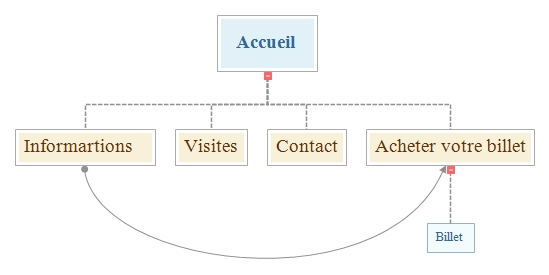 Accueil
Informartions
Visites
Contact
Acheter votre billet
Billet